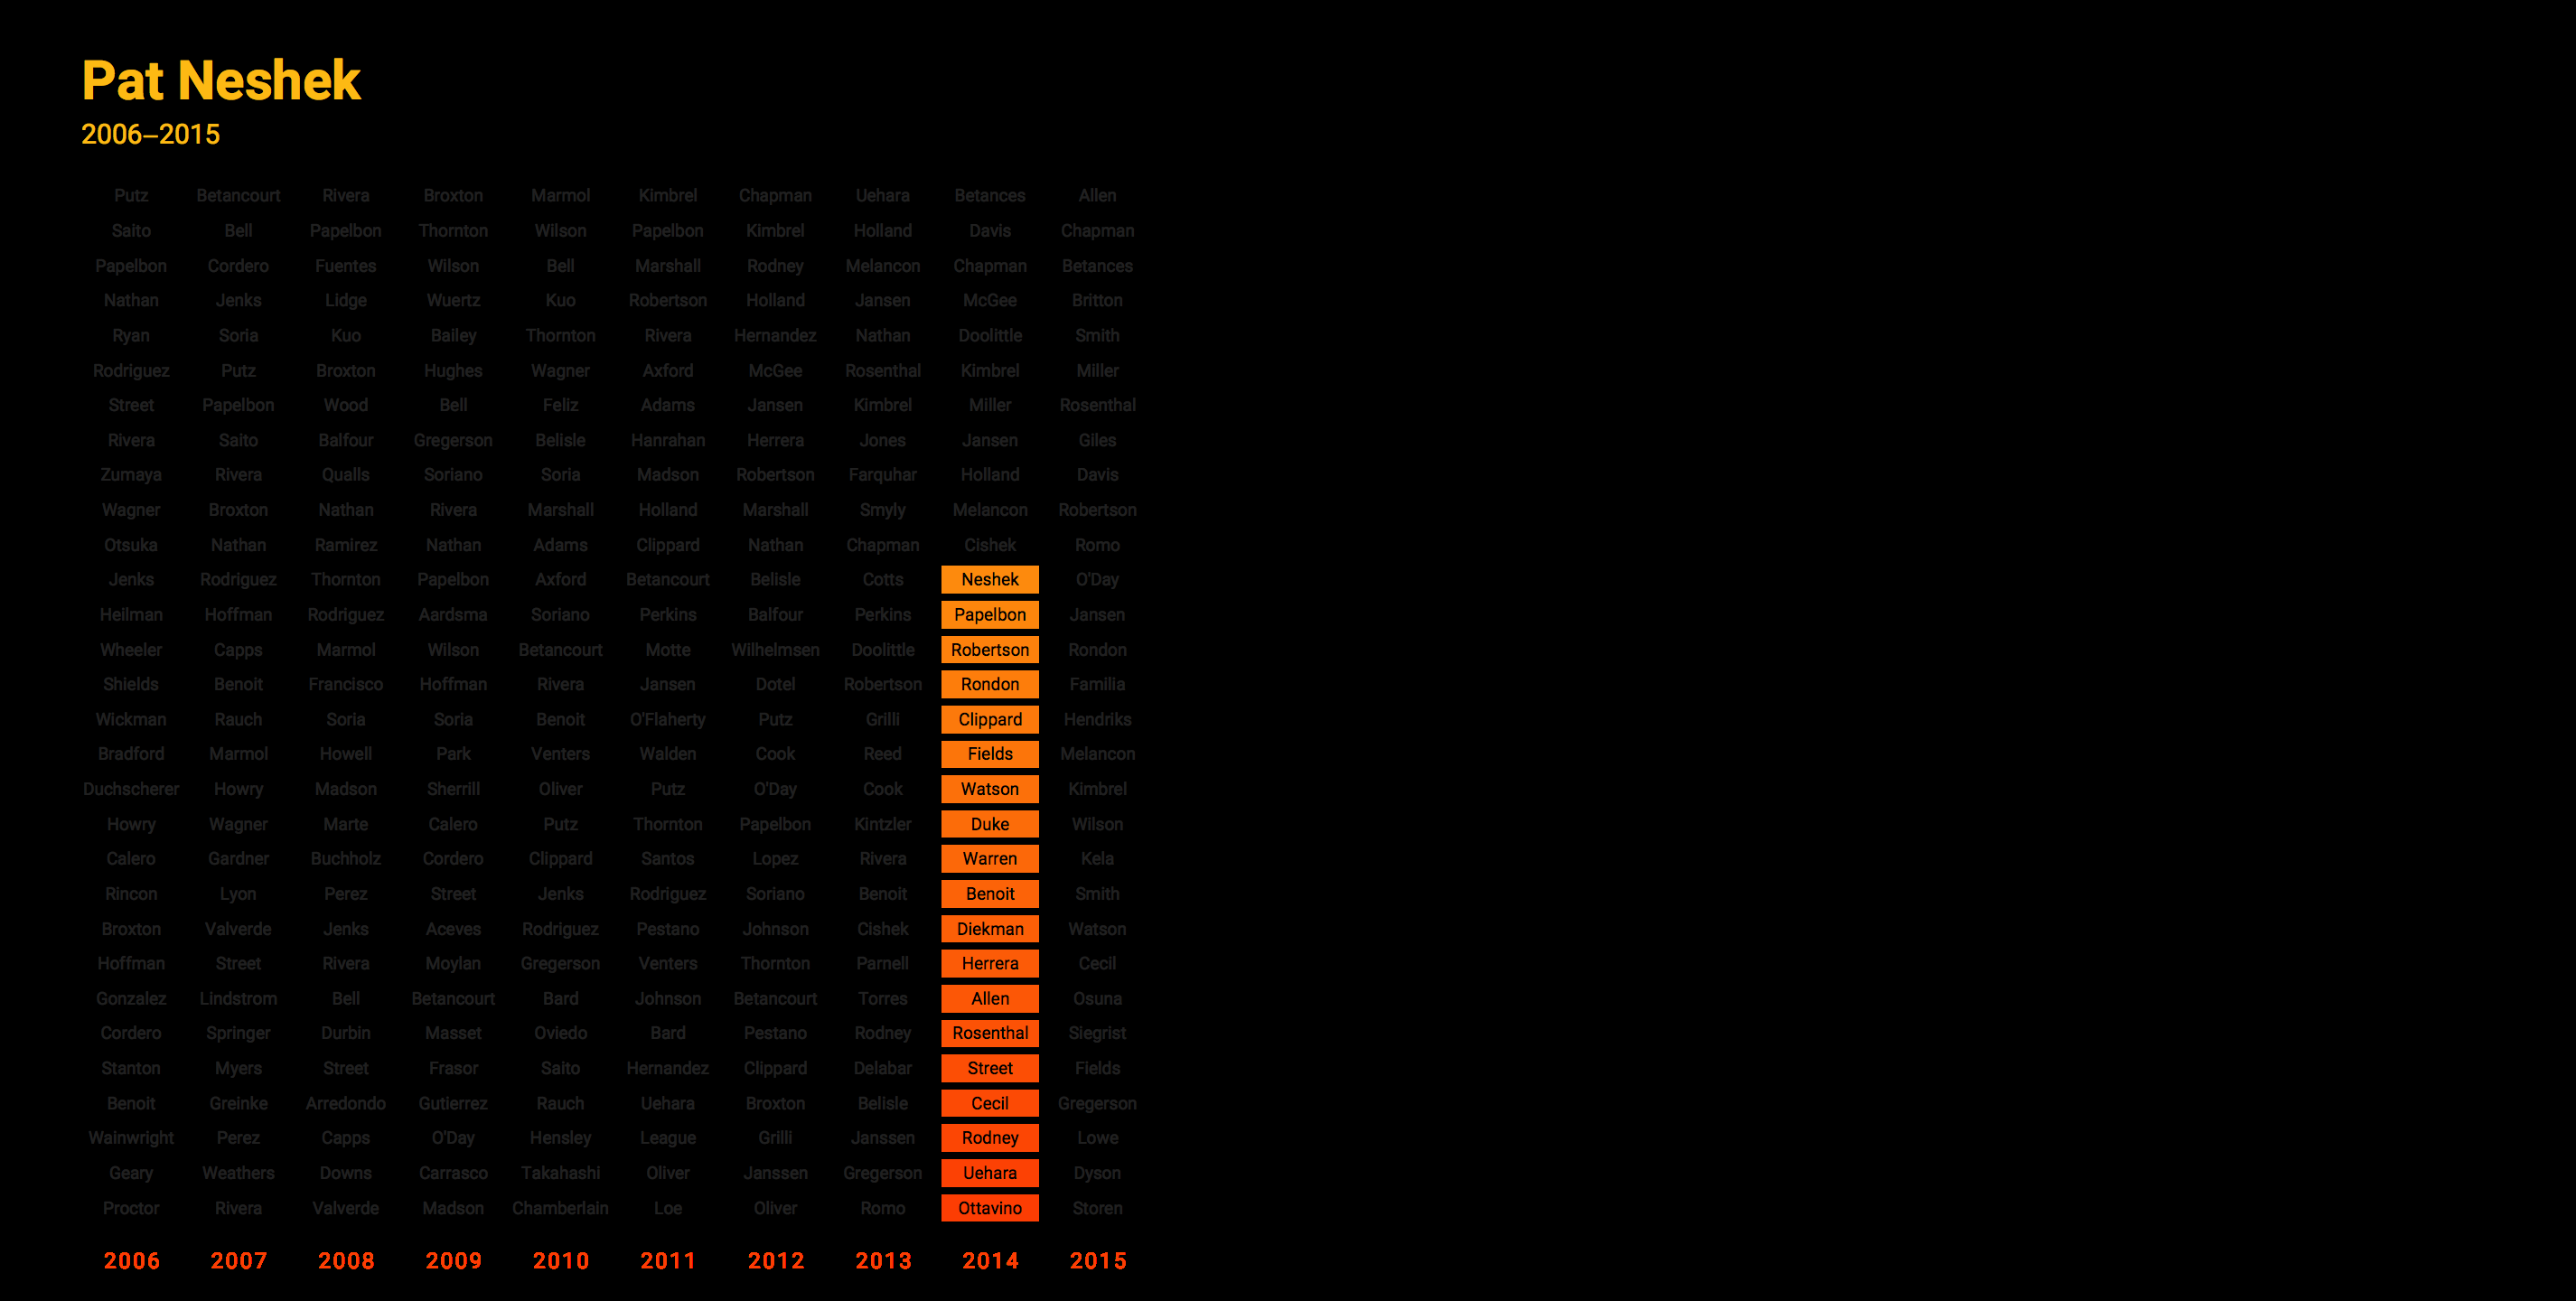 Pat Neshek
2006–2015
Putz Betancourt Rivera Broxton Marmol Kimbrel Chapman Uehara Betances Allen
Saito Bell Papelbon Thornton Wilson Papelbon Kimbrel Holland Davis Chapman
Papelbon Cordero Fuentes Wilson Bell Marshall Rodney Melancon Chapman Betances
Nathan Jenks Lidge Wuertz Kuo Robertson Holland Jansen McGee Britton
Ryan Soria Kuo Bailey Thornton Rivera Hernandez Nathan Doolittle Smith
Rodriguez Putz Broxton Hughes Wagner Axford McGee Rosenthal Kimbrel Miller
Street Papelbon Wood Bell Feliz Adams Jansen Kimbrel Miller Rosenthal
Rivera Saito Balfour Gregerson Belisle Hanrahan Herrera Jones Jansen Giles
Zumaya Rivera Qualls Soriano Soria Madson Robertson Farquhar Holland Davis
Wagner Broxton Nathan Rivera Marshall Holland Marshall Smyly Melancon Robertson
Otsuka Nathan Ramirez Nathan Adams Clippard Nathan Chapman Cishek Romo
Jenks Rodriguez Thornton Papelbon Axford Betancourt Belisle Cotts Neshek O'Day
Heilman Hoffman Rodriguez Aardsma Soriano Perkins Balfour Perkins Papelbon Jansen
Wheeler Capps Marmol Wilson Betancourt Motte Wilhelmsen Doolittle Robertson Rondon
Shields Benoit Francisco Hoffman Rivera Jansen Dotel Robertson Rondon Familia
Wickman Rauch Soria Soria Benoit O'Flaherty Putz Grilli Clippard Hendriks
Bradford Marmol Howell Park Venters Walden Cook Reed Fields Melancon
Duchscherer Howry Madson Sherrill Oliver Putz O'Day Cook Watson Kimbrel
Howry Wagner Marte Calero Putz Thornton Papelbon Kintzler Duke Wilson
Calero Gardner Buchholz Cordero Clippard Santos Lopez Rivera Warren Kela
Rincon Lyon Perez Street Jenks Rodriguez Soriano Benoit Benoit Smith
Broxton Valverde Jenks Aceves Rodriguez Pestano Johnson Cishek Diekman Watson
Hoffman Street Rivera Moylan Gregerson Venters Thornton Parnell Herrera Cecil
Gonzalez Lindstrom Bell Betancourt Bard Johnson Betancourt Torres Allen Osuna
Cordero Springer Durbin Masset Oviedo Bard Pestano Rodney Rosenthal Siegrist
Stanton Myers Street Frasor Saito Hernandez Clippard Delabar Street Fields
Benoit Greinke Arredondo Gutierrez Rauch Uehara Broxton Belisle Cecil Gregerson
Wainwright Perez Capps O'Day Hensley League Grilli Janssen Rodney Lowe
Geary Weathers Downs Carrasco Takahashi Oliver Janssen Gregerson Uehara Dyson
Proctor Rivera Valverde Madson Chamberlain Loe Oliver Romo Ottavino Storen
2006 2007 2008 2009 2010 2011 2012 2013 2014 2015